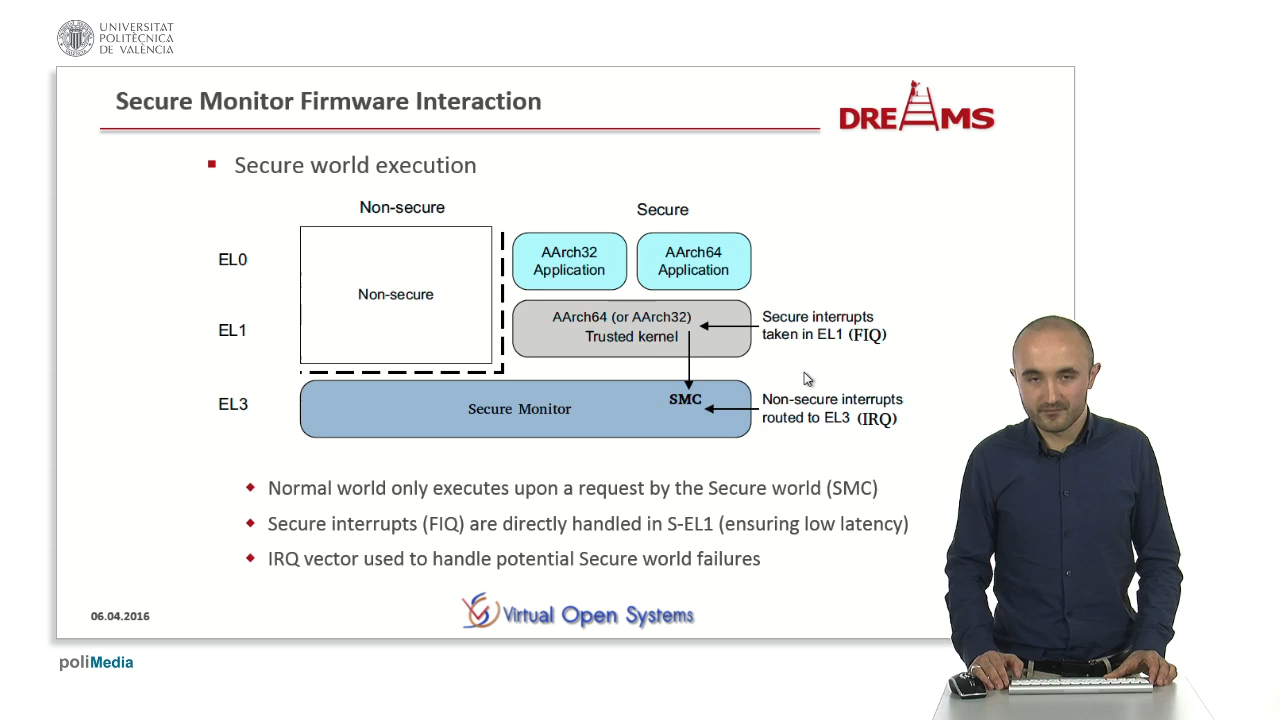 UNIVERSITAT
POLITÈCNICA
DE VALÈNCIA
Secure Monitor Firmware Interaction
DREAMS
Secure world execution
Non-secure
Secure
EL0
AArch32
Application
AArch64
Application
Non-secure
EL1
AArch64 (or AArch32)
Trusted kernel
Secure interrupts
taken in EL1 (FIQ)
EL3
Secure Monitor
SMC
Non-secure interrupts
routed to EL3 (IRQ)
Normal world only executes upon a request by the Secure world (SMC)
Secure interrupts (FIQ) are directly handled in S-EL1 (ensuring low latency)
IRQ vector used to handle potential Secure world failures
06.04.2016
Virtual Open Systems
poliMedia